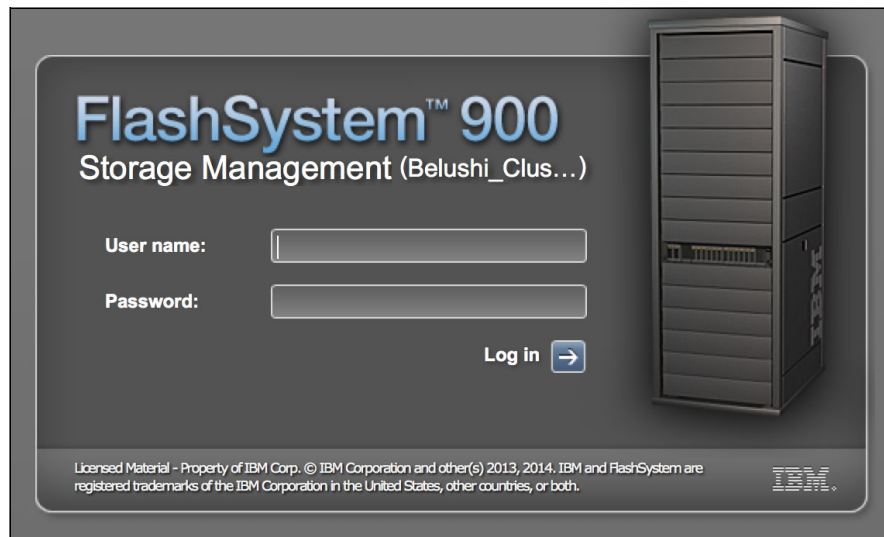 FlashSystem™ 900
Storage Management (Belushi_Clus...)
User name:
Password:
Log in
Licensed Material - Property of IBM Corp. © IBM Corporation and other(s) 2013, 2014. IBM and FlashSystem are
registered trademarks of the IBM Corporation in the United States, other countries, or both.
IBM.
IBM